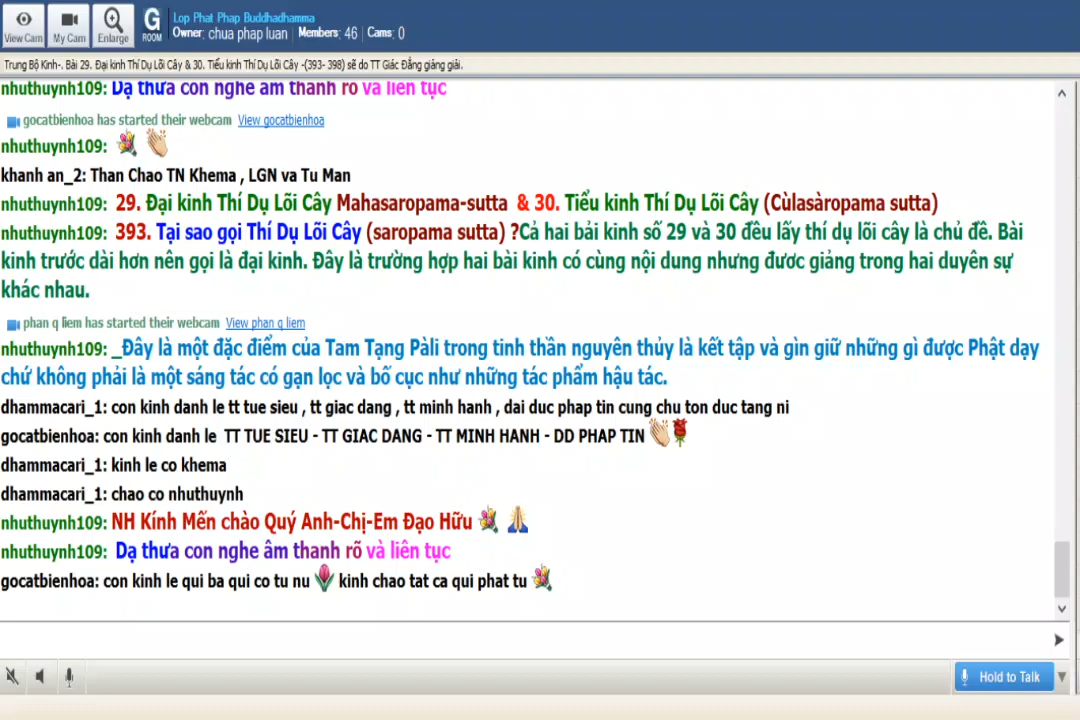 View Cam
My Cam
Enlarge
G
ROOM
Lop Phat Phap Buddhadhamma
Owner: chua phap luan | Members: 46 | Cams: 0
Trung Bộ Kinh-. Bài 29. Đại kinh Thí Dụ Lõi Cây & 30. Tiểu kinh Thí Dụ Lõi Cây -(393- 398) sẽ do TT Giác Đẳng giảng giải.
nhuthuynh109: Dạ thưa con nghe âm thanh rõ và liên tục
gocatbienhoa has started their webcam View gocatbienhoa
nhuthuynh109:
khanh an_2: Than Chao TN Khema , LGN va Tu Man
nhuthuynh109: 29. Đại kinh Thí Dụ Lõi Cây Mahasaropama-sutta & 30. Tiểu kinh Thí Dụ Lõi Cây (Cùlasàropama sutta)
nhuthuynh109: 393. Tại sao gọi Thí Dụ Lõi Cây (saropama sutta) ?Cả hai bài kinh số 29 và 30 đều lấy thí dụ lõi cây là chủ đề. Bài
kinh trước dài hơn nên gọi là đại kinh. Đây là trường hợp hai bài kinh có cùng nội dung nhưng đươc giảng trong hai duyên sự
khác nhau.
phan q liem has started their webcam View phan q liem
nhuthuynh109: _Đây là một đặc điểm của Tam Tạng Pàli trong tinh thần nguyên thủy là kết tập và gìn giữ những gì được Phật dạy
chứ không phải là một sáng tác có gạn lọc và bố cục như những tác phẩm hậu tác.
dhammacari_1: con kinh danh le tt tue sieu , tt giac dang , tt minh hanh , dai duc phap tin cung chu ton duc tang ni
gocatbienhoa: con kinh danh le TT TUE SIEU - TT GIAC DANG - TT MINH HANH - DD PHAP TIN
dhammacari_1: kinh le co khema
dhammacari_1: chao co nhuthuynh
nhuthuynh109: NH Kính Mến chào Quý Anh-Chị-Em Đạo Hữu
nhuthuynh109: Dạ thưa con nghe âm thanh rõ và liên tục
gocatbienhoa: con kinh le qui ba qui co tu nu kinh chao tat ca qui phat tu
Hold to Talk